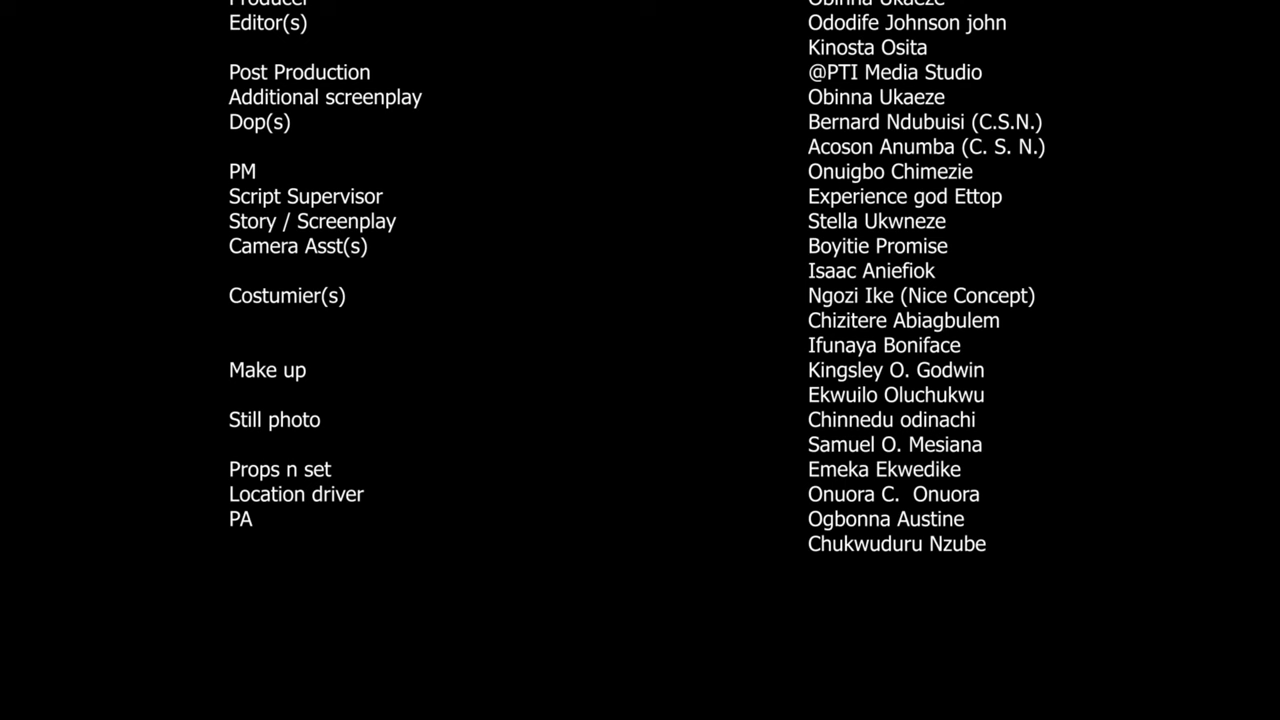 Producer Obinna Ukaeze
Editor(s) Ododife Johnson john
Kinosta Osita
Post Production @PTI Media Studio
Additional screenplay Obinna Ukaeze
Dop(s) Bernard Ndubuisi (C.S.N.)
Acoson Anumba (C. S. N.)
PM Onuigbo Chimezie
Script Supervisor Experience god Ettop
Story / Screenplay Stella Ukwneze
Camera Asst(s) Boyitie Promise
Isaac Aniefiok
Costumier(s) Ngozi Ike (Nice Concept)
Chizitere Abiagbulem
Ifunaya Boniface
Make up Kingsley O. Godwin
Ekwuilo Oluchukwu
Still photo Chinnedu odinachi
Samuel O. Mesiana
Props n set Emeka Ekwedike
Location driver Onuora C.  Onuora
PA Ogbonna Austine
Chukwuduru Nzube